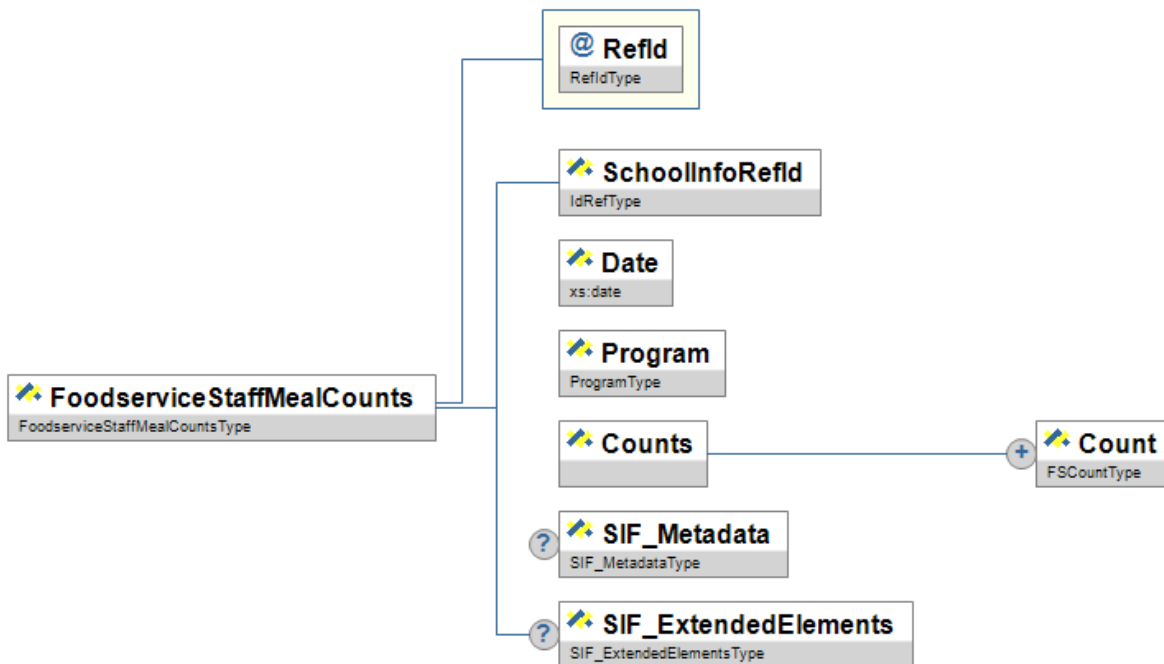 @ RefId
RefIdType
SchoolInfoRefId
IdRefType
Date
xs:date
Program
ProgramType
FoodserviceStaffMealCounts
FoodserviceStaffMealCountsType
Counts
+ Count
FSCountType
? SIF_Metadata
SIF_MetadataType
? SIF_ExtendedElements
SIF_ExtendedElementsType